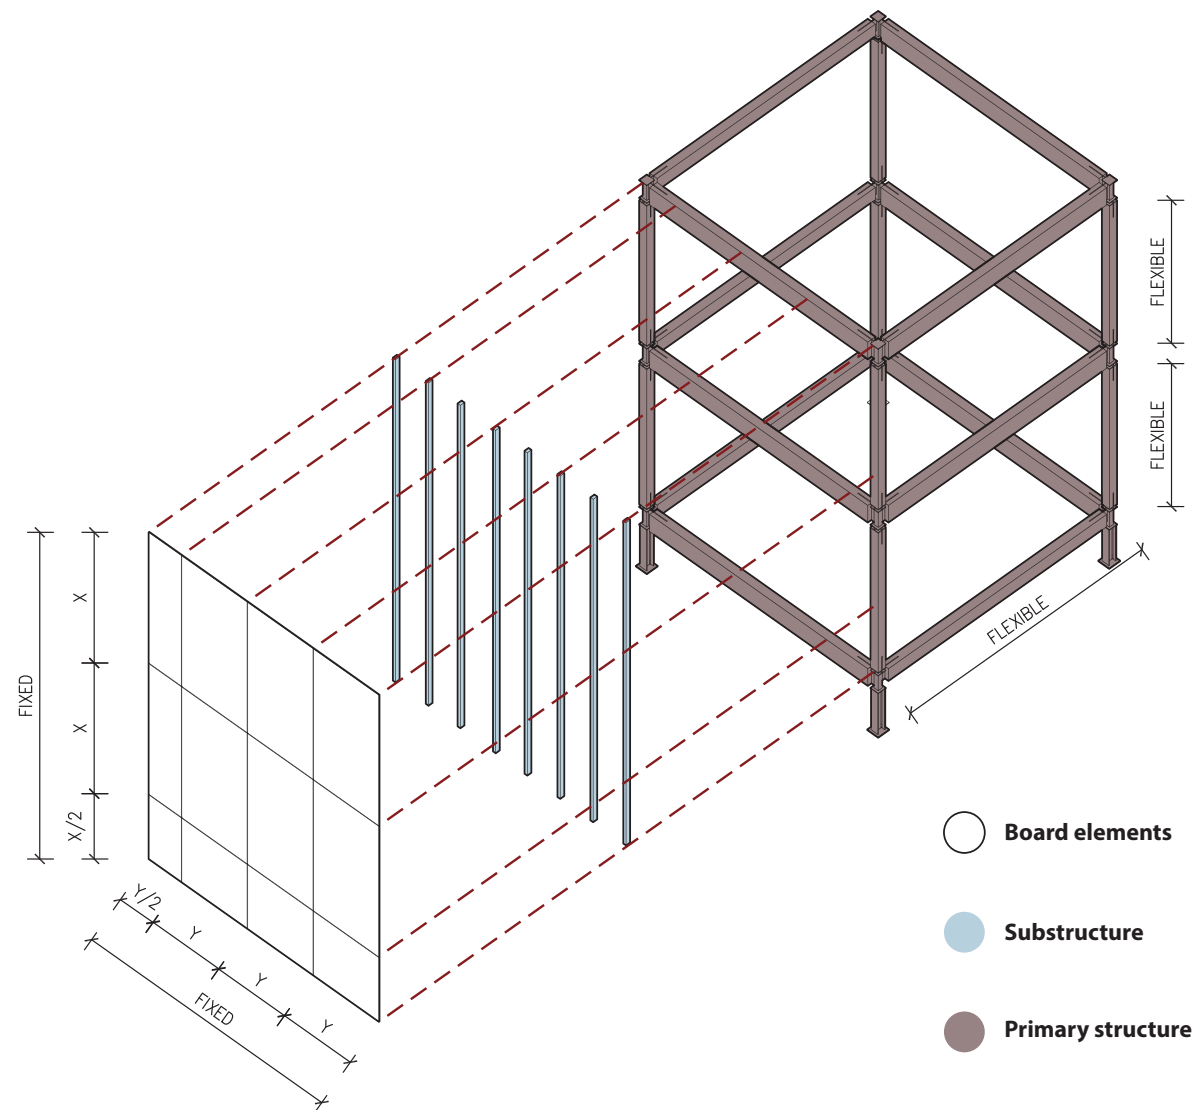 FLEXIBLE
FLEXIBLE
FLEXIBLE
FIXED
X
X
X/2
Y/2
Y
Y
Y
FIXED
Board elements
Substructure
Primary structure